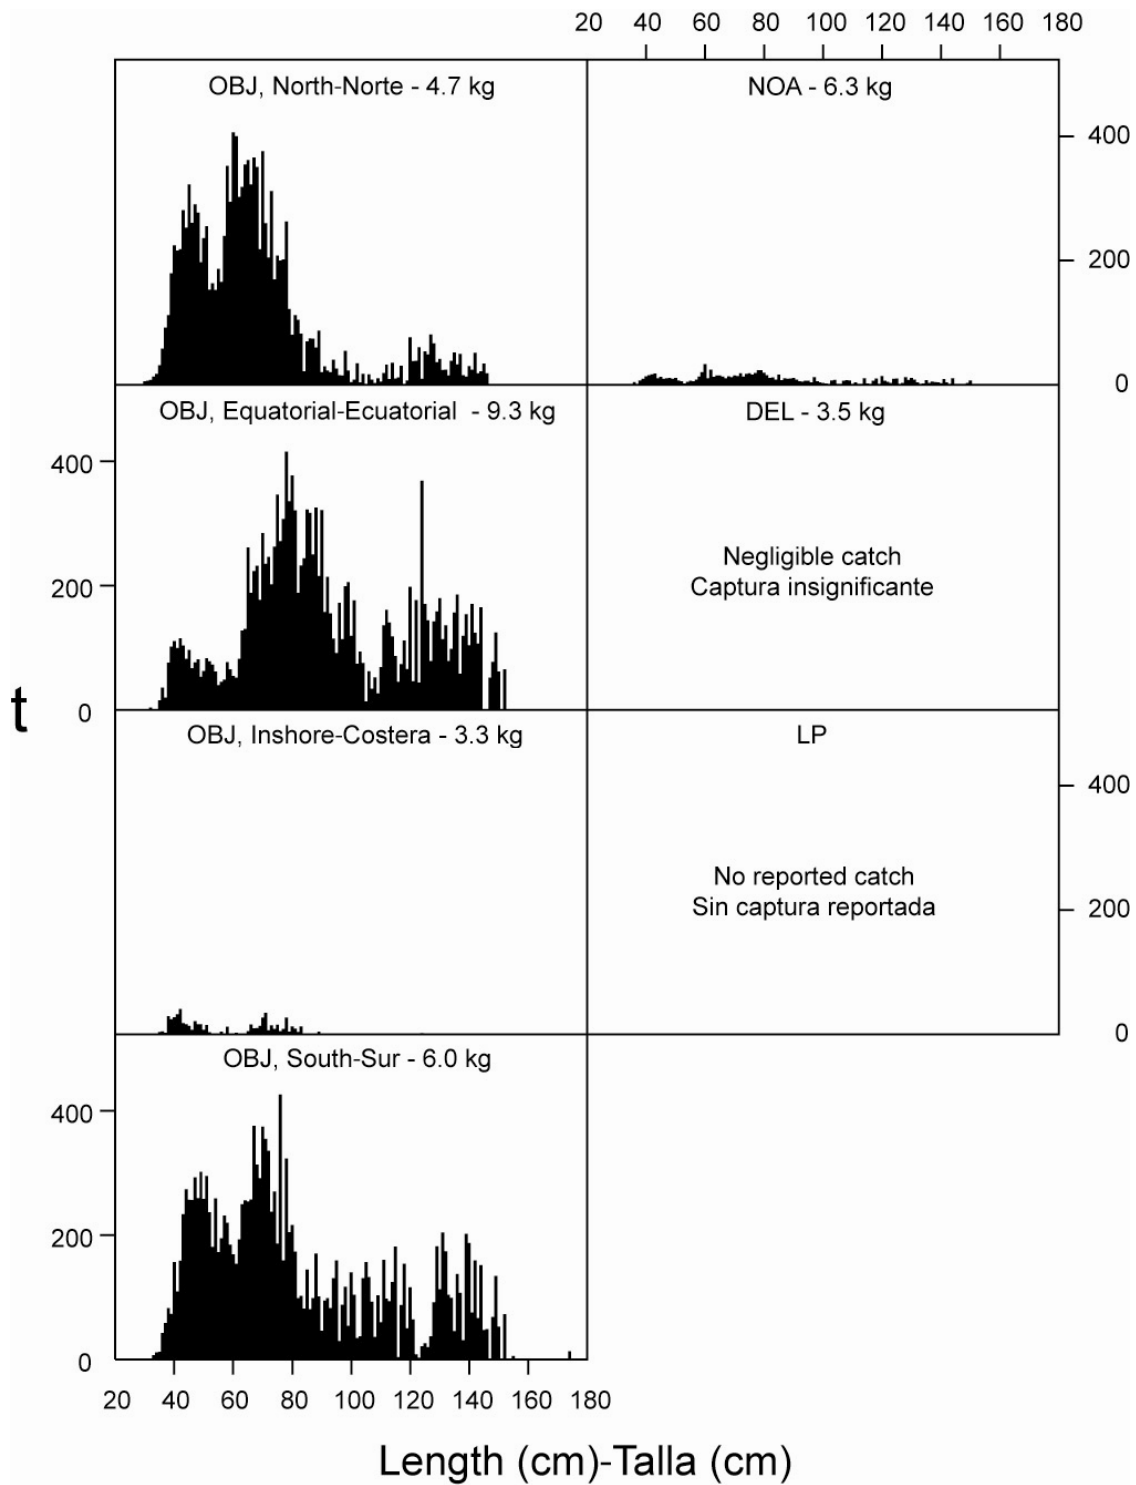 20 40 60 80 100 120 140 160 180
OBJ, North-Norte - 4.7 kg
NOA - 6.3 kg
400
200
0
OBJ, Equatorial-Ecuatorial - 9.3 kg
DEL - 3.5 kg
400
200
0
Negligible catch
Captura insignificante
t
OBJ, Inshore-Costera - 3.3 kg
LP
400
200
0
No reported catch
Sin captura reportada
OBJ, South-Sur - 6.0 kg
400
200
0
20 40 60 80 100 120 140 160 180
Length (cm)-Talla (cm)